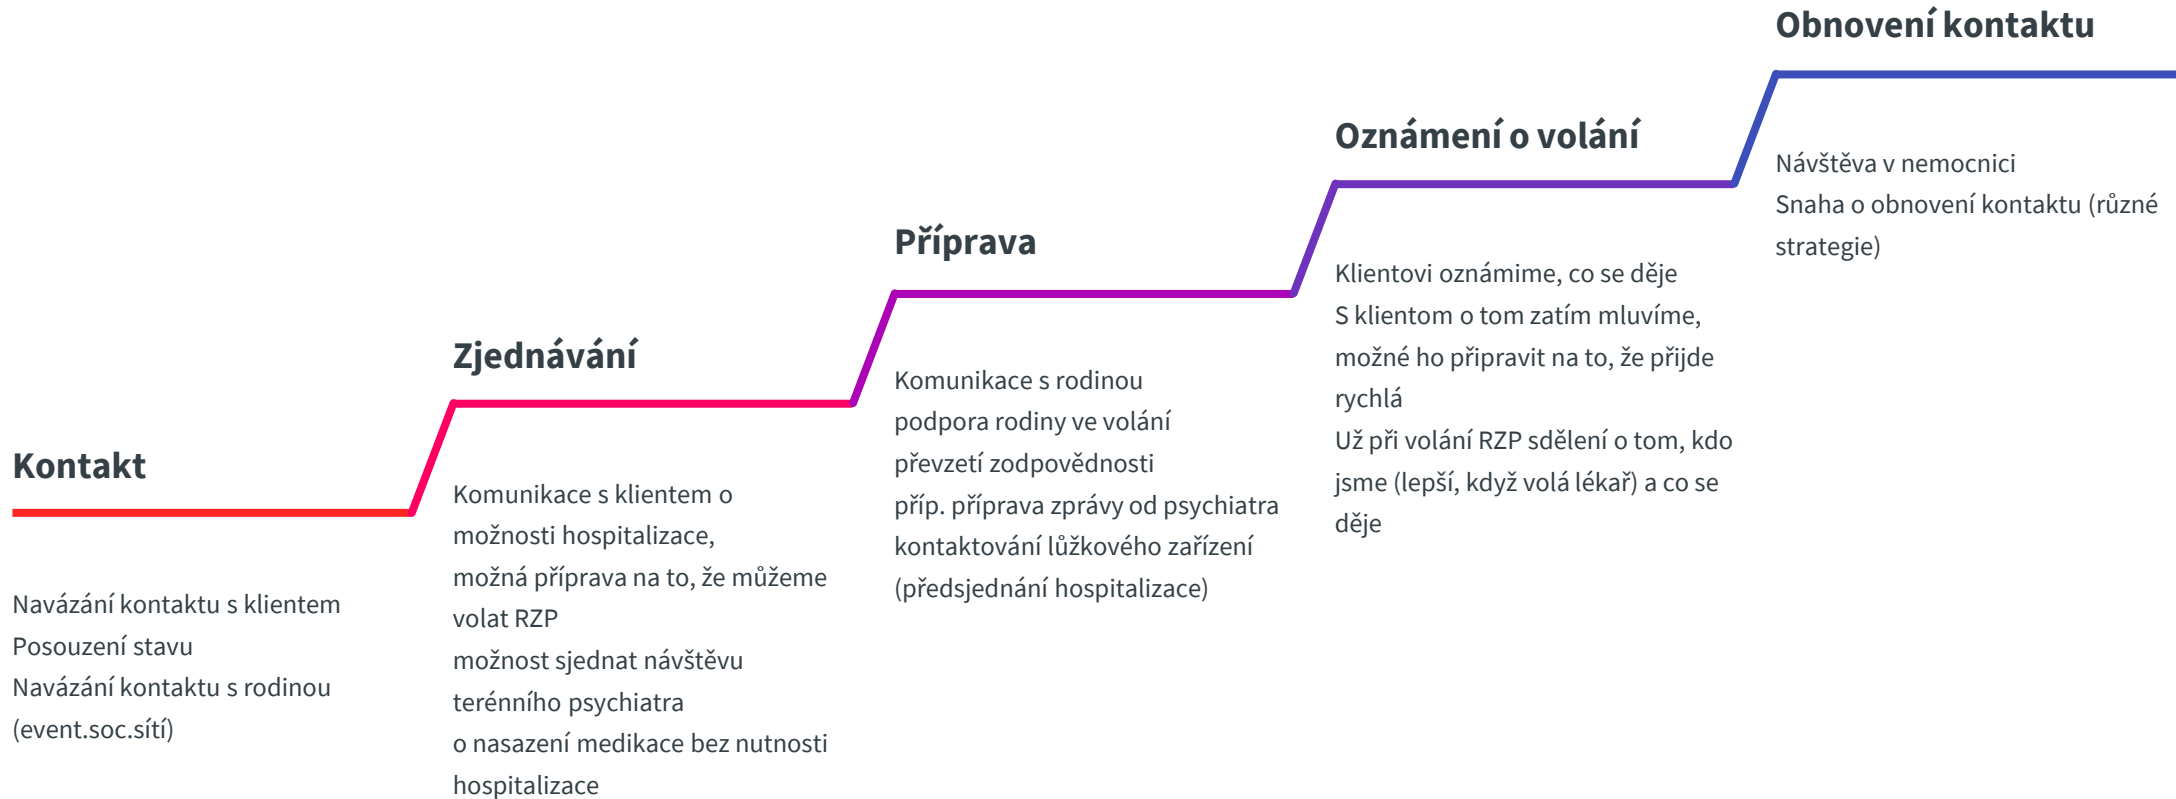 Kontakt
Navázání kontaktu s klientem
Posouzení stavu
Navázání kontaktu s rodinou
(event.soc.sítí)
Zjednávání
Komunikace s klientem o
možnosti hospitalizace,
možná příprava na to, že můžeme
volat RZP
možnost sjednat návštěvu
terénního psychiatra
o nasazení medikace bez nutnosti
hospitalizace
Příprava
Komunikace s rodinou
podpora rodiny ve volání
převzetí zodpovědnosti
příp. příprava zprávy od psychiatra
kontaktování lůžkového zařízení
(předsjednání hospitalizace)
Oznámení o volání
Klientovi oznámime, co se děje
S klientom o tom zatím mluvíme,
možné ho připravit na to, že přijde
rychlá
Už při volání RZP sdělení o tom, kdo
jsme (lepší, když volá lékař) a co se
děje
Obnovení kontaktu
Návštěva v nemocnici
Snaha o obnovení kontaktu (různé
strategie)